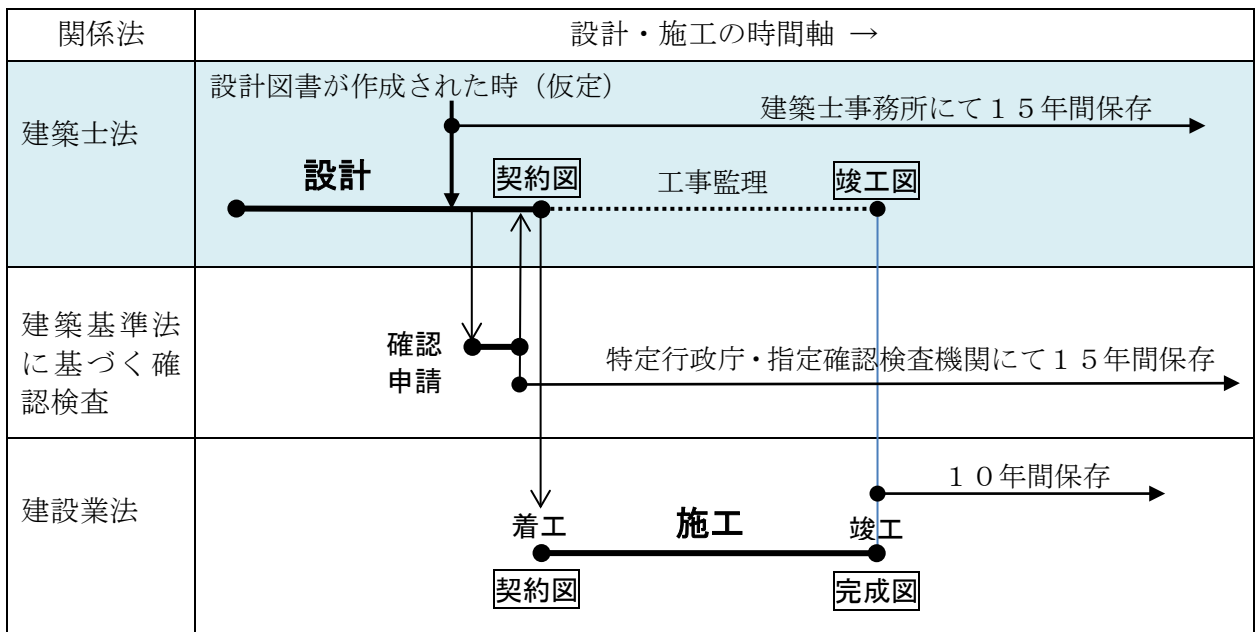 関係法
設計・施工の時間軸 →
建築士法
設計図書が作成された時（仮定）
建築士事務所にて１５年間保存
設計
契約図
工事監理
竣工図
建築基準法
に基づく確
認検査
確認
申請
特定行政庁・指定確認検査機関にて１５年間保存
建設業法
１０年間保存
着工
施工
竣工
契約図
完成図